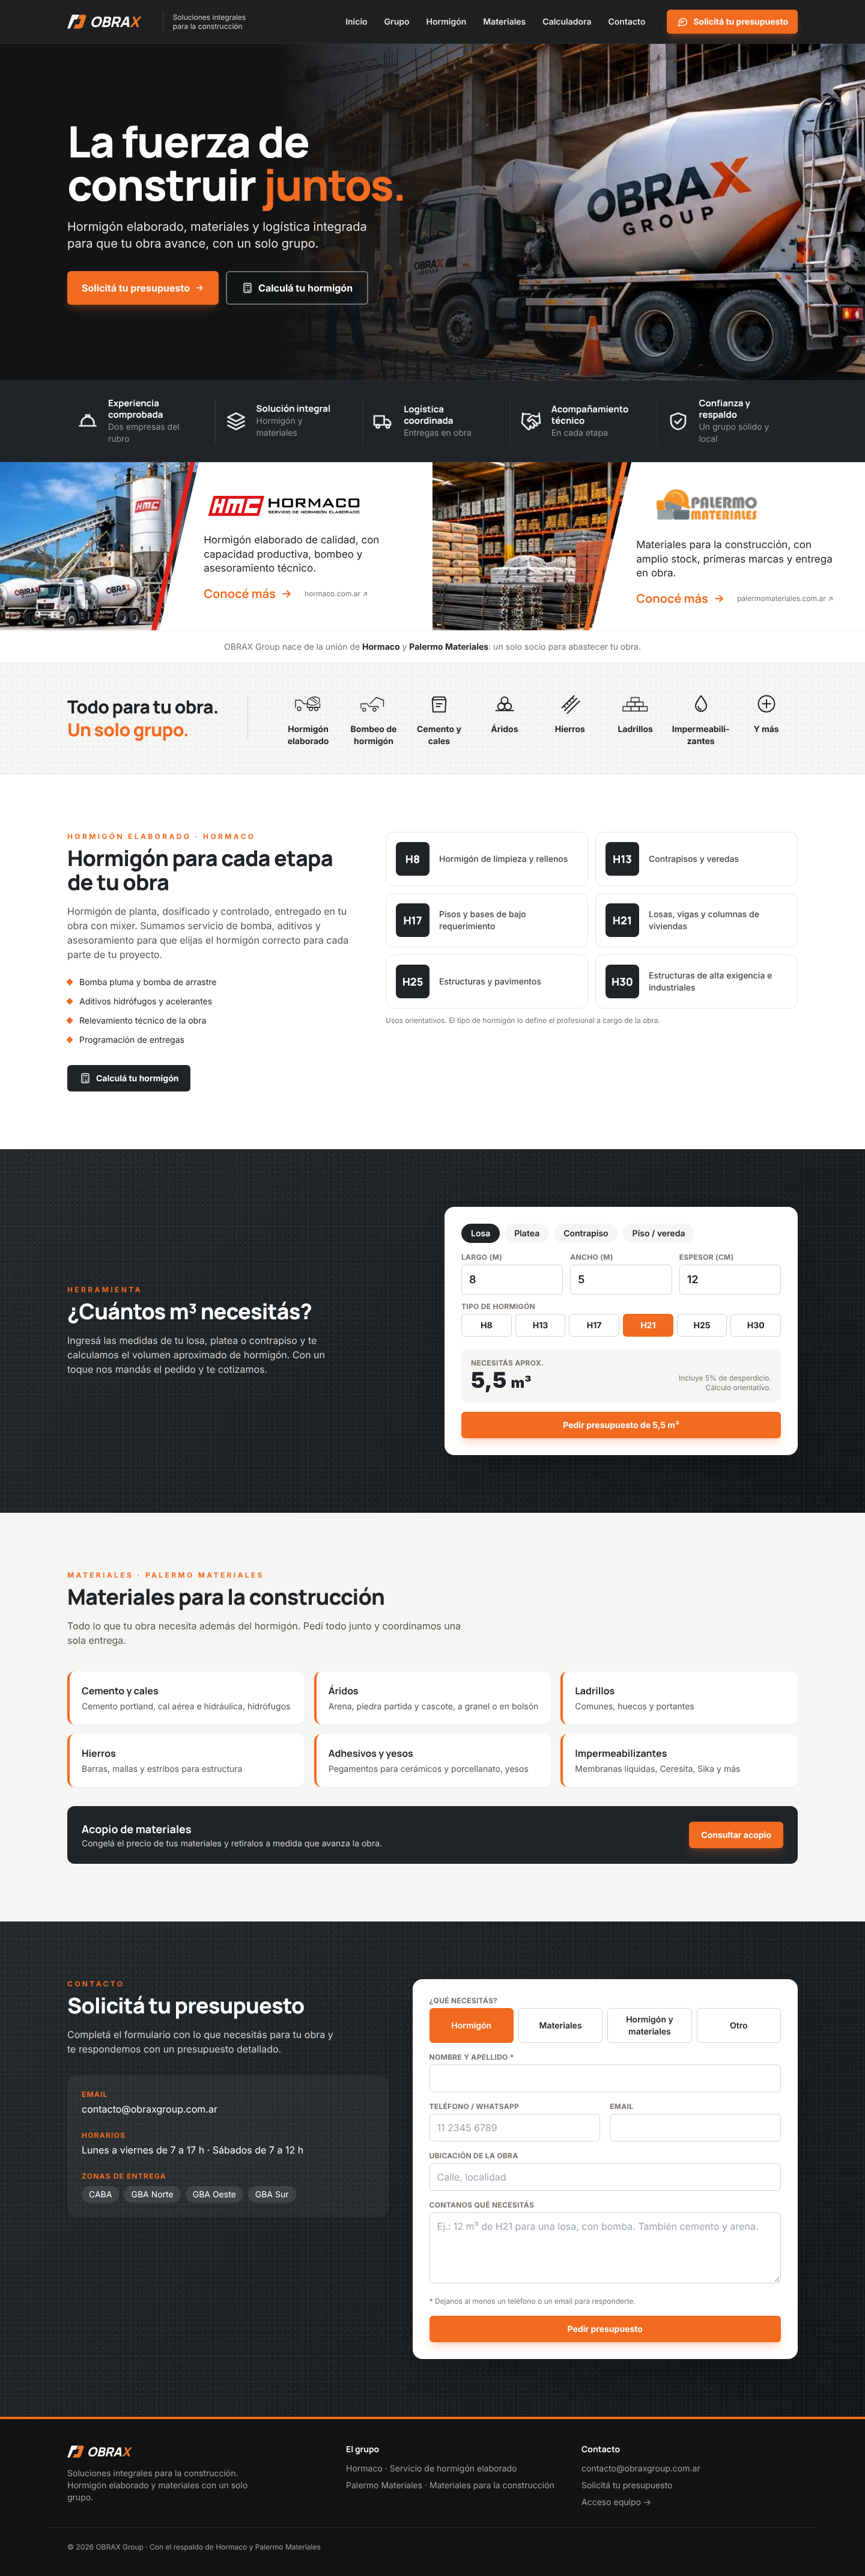 OBRAX
Soluciones integrales
para la construcción
Inicio
Grupo
Hormigón
Materiales
Calculadora
Contacto
Solicitá tu presupuesto
La fuerza de
construir juntos.
Hormigón elaborado, materiales y logística integrada
para que tu obra avance, con un solo grupo.
Solicitá tu presupuesto →
Calculá tu hormigón
OBRAX
GROUP
OBRAX
GROUP
Experiencia
comprobada
Dos empresas del
rubro
Solución integral
Hormigón y
materiales
Logística
coordinada
Entregas en obra
Acompañamiento
técnico
En cada etapa
Confianza y
respaldo
Un grupo sólido y
local
HMC
OBRAX
OBRAX
HMC HORMACO
SERVICIO DE HORMIGÓN ELABORADO
Hormigón elaborado de calidad, con
capacidad productiva, bombeo y
asesoramiento técnico.
Conocé más →
hormaco.com.ar ↗
PALERMO
MATERIALES
Materiales para la construcción, con
amplio stock, primeras marcas y entrega
en obra.
Conocé más →
palermomateriales.com.ar ↗
OBRAX Group nace de la unión de Hormaco y Palermo Materiales: un solo socio para abastecer tu obra.
Todo para tu obra.
Un solo grupo.
Hormigón
elaborado
Bombeo de
hormigón
Cemento y
cales
Áridos
Hierros
Ladrillos
Impermeabili-
zantes
Y más
HORMIGÓN ELABORADO · HORMACO
Hormigón para cada etapa
de tu obra
Hormigón de planta, dosificado y controlado, entregado en tu
obra con mixer. Sumamos servicio de bomba, aditivos y
asesoramiento para que elijas el hormigón correcto para cada
parte de tu proyecto.
Bomba pluma y bomba de arrastre
Aditivos hidrófugos y acelerantes
Relevamiento técnico de la obra
Programación de entregas
Calculá tu hormigón
H8
Hormigón de limpieza y rellenos
H13
Contrapisos y veredas
H17
Pisos y bases de bajo
requerimiento
H21
Losas, vigas y columnas de
viviendas
H25
Estructuras y pavimentos
H30
Estructuras de alta exigencia e
industriales
Usos orientativos. El tipo de hormigón lo define el profesional a cargo de la obra.
HERRAMIENTA
¿Cuántos m³ necesitás?
Ingresá las medidas de tu losa, platea o contrapiso y te
calculamos el volumen aproximado de hormigón. Con un
toque nos mandás el pedido y te cotizamos.
Losa
Platea
Contrapiso
Piso / vereda
LARGO (M)
ANCHO (M)
ESPESOR (CM)
8
5
12
TIPO DE HORMIGÓN
H8
H13
H17
H21
H25
H30
NECESITÁS APROX.
5,5 m³
Incluye 5% de desperdicio.
Cálculo orientativo.
Pedir presupuesto de 5,5 m³
MATERIALES · PALERMO MATERIALES
Materiales para la construcción
Todo lo que tu obra necesita además del hormigón. Pedí todo junto y coordinamos una
sola entrega.
Cemento y cales
Cemento portland, cal aérea e hidráulica, hidrófugos
Áridos
Arena, piedra partida y cascote, a granel o en bolsón
Ladrillos
Comunes, huecos y portantes
Hierros
Barras, mallas y estribos para estructura
Adhesivos y yesos
Pegamentos para cerámicos y porcellanato, yesos
Impermeabilizantes
Membranas líquidas, Ceresita, Sika y más
Acopio de materiales
Congelá el precio de tus materiales y retiralos a medida que avanza la obra.
Consultar acopio
CONTACTO
Solicitá tu presupuesto
Completá el formulario con lo que necesitás para tu obra y
te respondemos con un presupuesto detallado.
EMAIL
contacto@obraxgroup.com.ar
HORARIOS
Lunes a viernes de 7 a 17 h · Sábados de 7 a 12 h
ZONAS DE ENTREGA
CABA
GBA Norte
GBA Oeste
GBA Sur
¿QUÉ NECESITÁS?
Hormigón
Materiales
Hormigón y
materiales
Otro
NOMBRE Y APELLIDO *
TELÉFONO / WHATSAPP
EMAIL
11 2345 6789
UBICACIÓN DE LA OBRA
Calle, localidad
CONTANOS QUÉ NECESITÁS
Ej.: 12 m³ de H21 para una losa, con bomba. También cemento y arena.
* Dejanos al menos un teléfono o un email para responderte.
Pedir presupuesto
OBRAX
Soluciones integrales para la construcción.
Hormigón elaborado y materiales con un solo
grupo.
El grupo
Hormaco · Servicio de hormigón elaborado
Palermo Materiales · Materiales para la construcción
Contacto
contacto@obraxgroup.com.ar
Solicitá tu presupuesto
Acceso equipo →
© 2026 OBRAX Group · Con el respaldo de Hormaco y Palermo Materiales